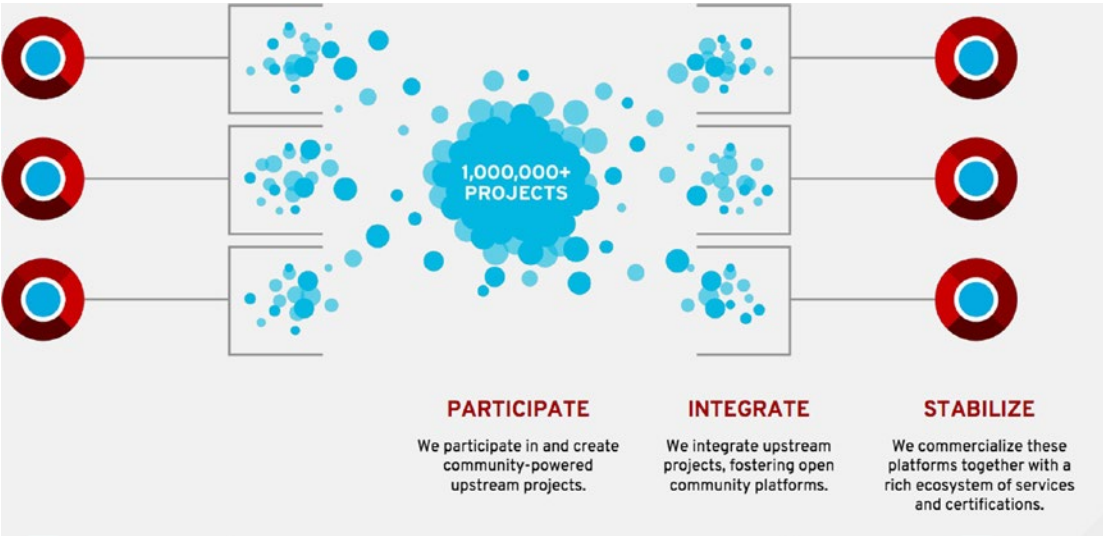 1,000,000+
PROJECTS
PARTICIPATE
We participate in and create
community-powered
upstream projects.
INTEGRATE
We integrate upstream
projects, fostering open
community platforms.
STABILIZE
We commercialize these
platforms together with a
rich ecosystem of services
and certifications.